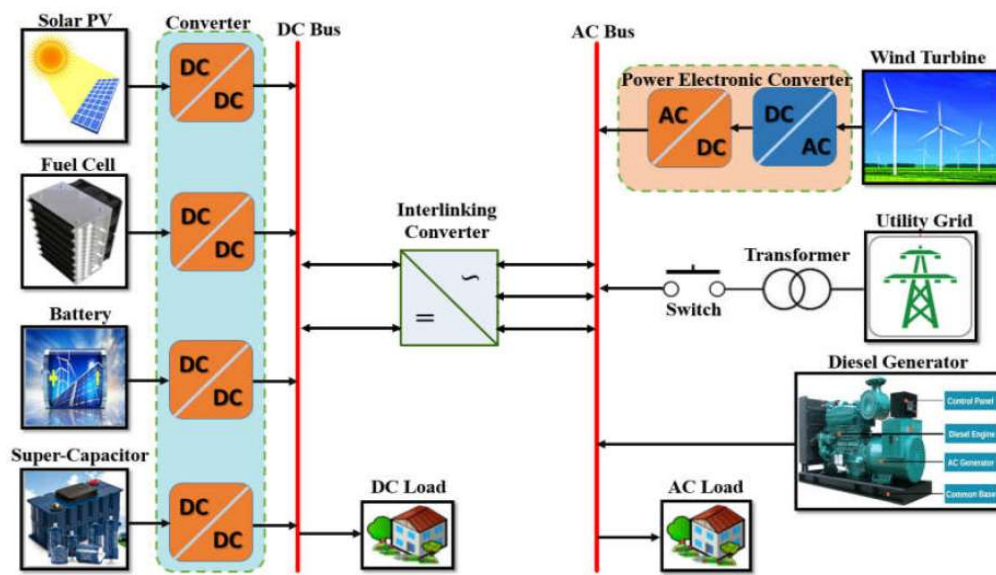 Solar PV
Converter
DC Bus
AC Bus
Wind Turbine
Power Electronic Converter
DC
DC
AC
DC
DC
AC
Fuel Cell
DC
DC
Interlinking
Converter
Utility Grid
Transformer
Switch
∽
=
Battery
DC
DC
Diesel Generator
Control Panel
Diesel Engine
AC Generator
Common Base
Super-Capacitor
DC
DC
DC Load
AC Load